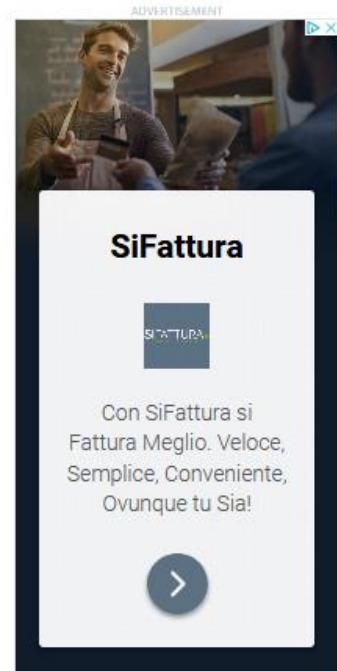 ADVERTISEMENT
SiFattura
SIFATTURA
Con SiFattura si
Fattura Meglio. Veloce,
Semplice, Conveniente,
Ovunque tu Sia!